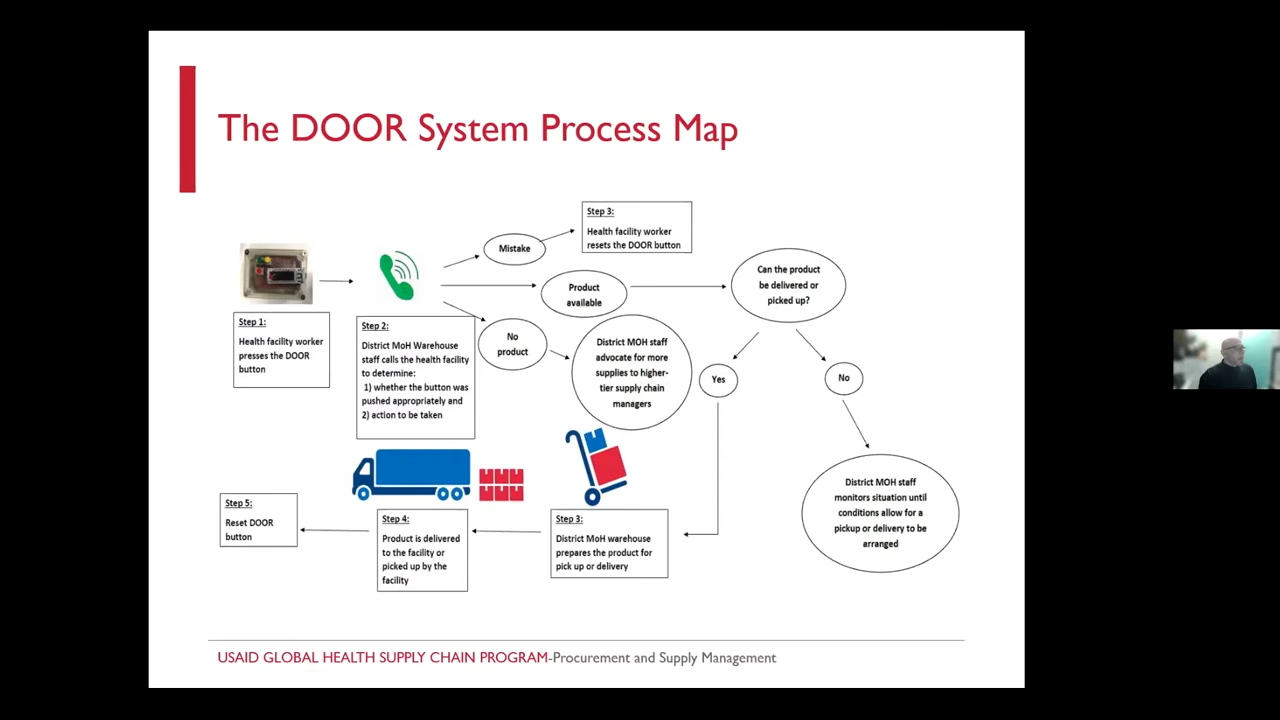 The DOOR System Process Map
Step 1:
Health facility worker
presses the DOOR
button
Step 2:
District MoH Warehouse
staff calls the health facility
to determine:
1) whether the button was
pushed appropriately and
2) action to be taken
Mistake
Step 3:
Health facility worker
resets the DOOR button
Product
available
No
product
District MOH staff
advocate for more
supplies to higher-
tier supply chain
managers
Can the product
be delivered or
picked up?
Yes
No
District MOH staff
monitors situation until
conditions allow for a
pickup or delivery to be
arranged
Step 3:
District MoH warehouse
prepares the product for
pick up or delivery
Step 4:
Product is delivered
to the facility or
picked up by the
facility
Step 5:
Reset DOOR
button
USAID GLOBAL HEALTH SUPPLY CHAIN PROGRAM-Procurement and Supply Management